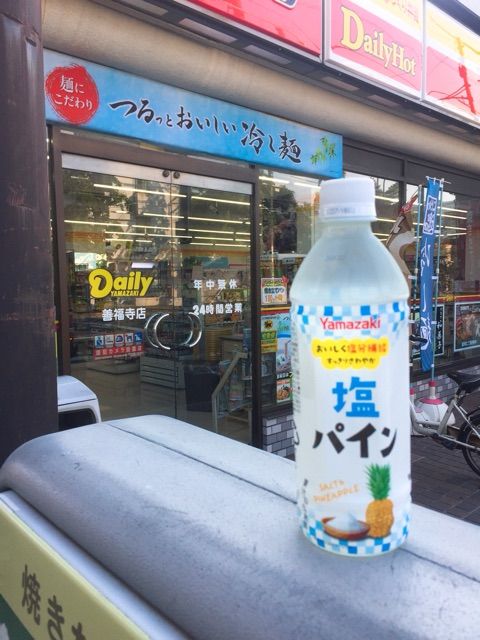 DailyHot
麺に
こだわり
つるっとおいしい冷し麺
Daily
YAMAZAKI
善福寺店
年中無休
24時間営業
Yamazaki
おいしく塩分補給
すっきりさわやか
塩
パイン
SALT &
PINEAPPLE
焼き